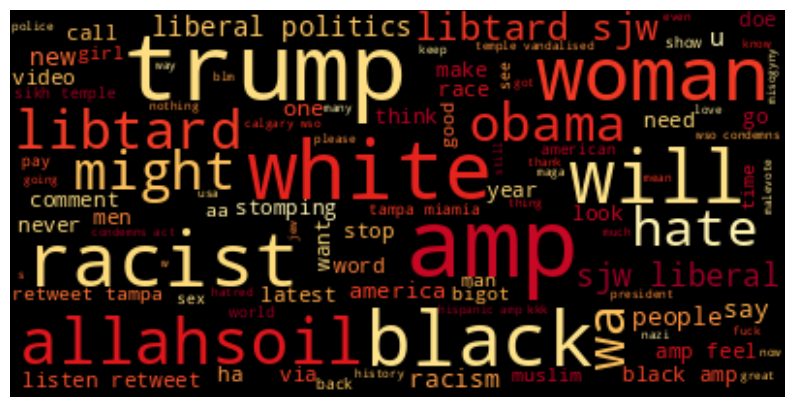 police call liberal politics libtard sjw even doe
new girl trump keep temple vandalised show u know
video way blm make see woman misogyny
sikh temple nothing one many think race got
libtard calgary wso good obama need love go
please wso condemns
pay might white still american will time
going usa thank maga mean malevote
comment year thing
never men aa stomping tampa miamia look hate
condemns act jew want stop much
racist w word amp man sjw liberal
s hatred
retweet tampa sex latest america bigot president
world hispanic amp kkk people say
allahsoil black wa nazi fuck
amp feel now
listen retweet ha via back history racism muslim black amp great